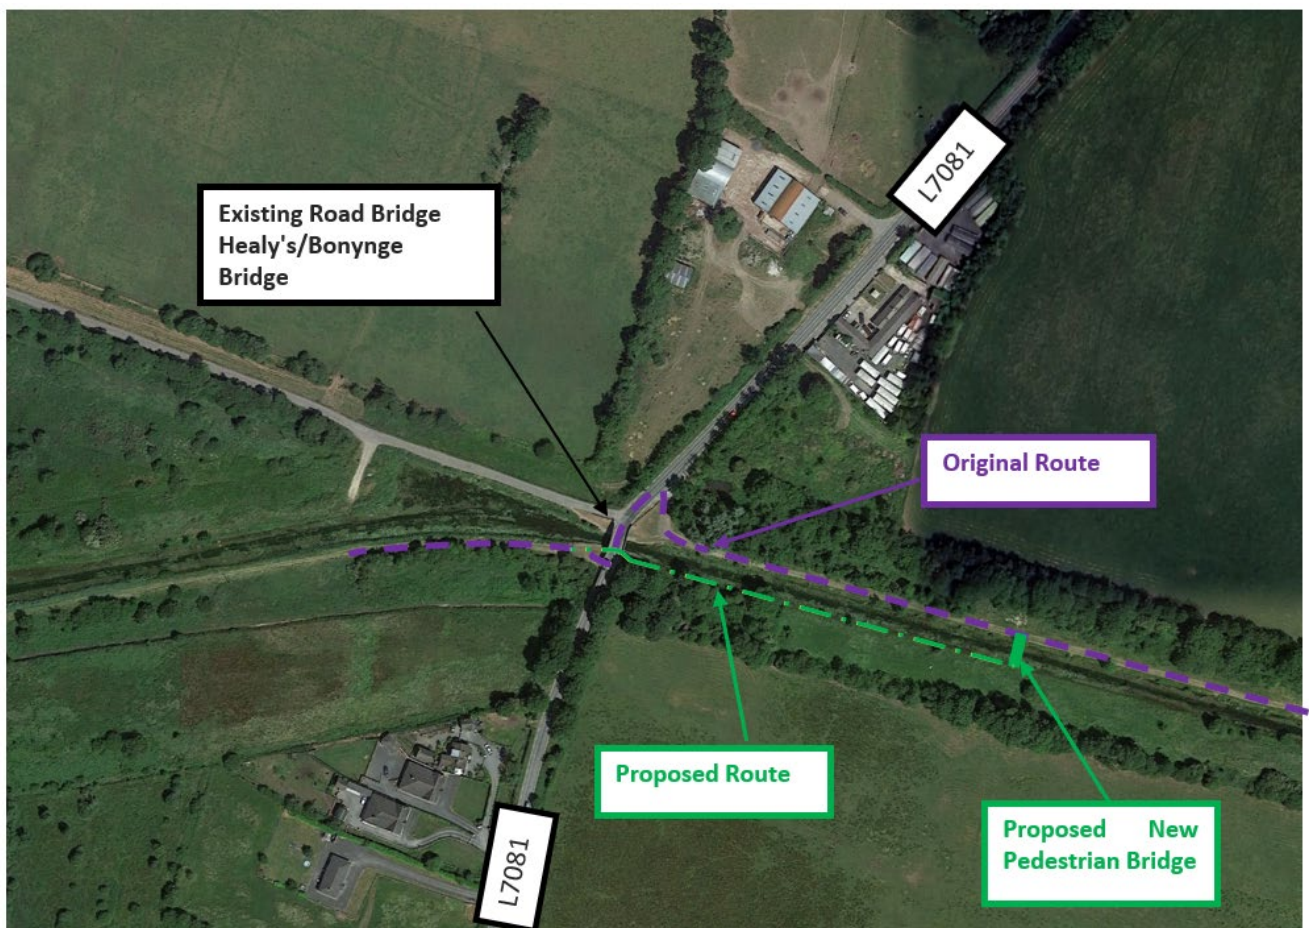 L7081
Existing Road Bridge
Healy's/Bonynge
Bridge
Original Route
Proposed Route
Proposed New
Pedestrian Bridge
L7081